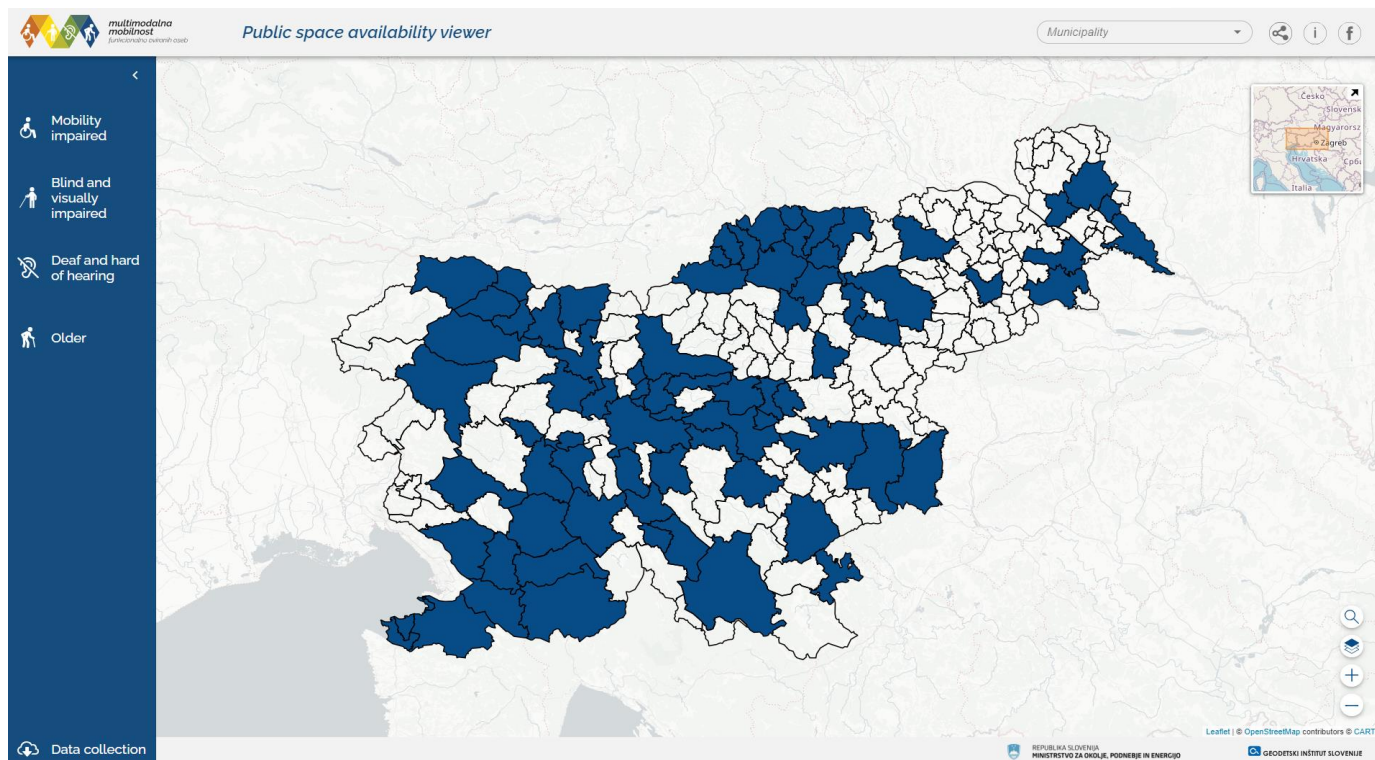 multimodalna
mobilnost
funkcionalno oviranih oseb
Public space availability viewer
Municipality
Mobility
impaired
Blind and
visually
impaired
Deaf and hard
of hearing
Older
Data collection
Česko
Slovensk
Magyarorsz
Zagreb
Hrvatska
Срби
Italia
Leaflet | © OpenStreetMap contributors © CART
REPUBLIKA SLOVENIJA
MINISTRSTVO ZA OKOLJE, PODNEBJE IN ENERGIJO
GEODETSKI INŠTITUT SLOVENIJE